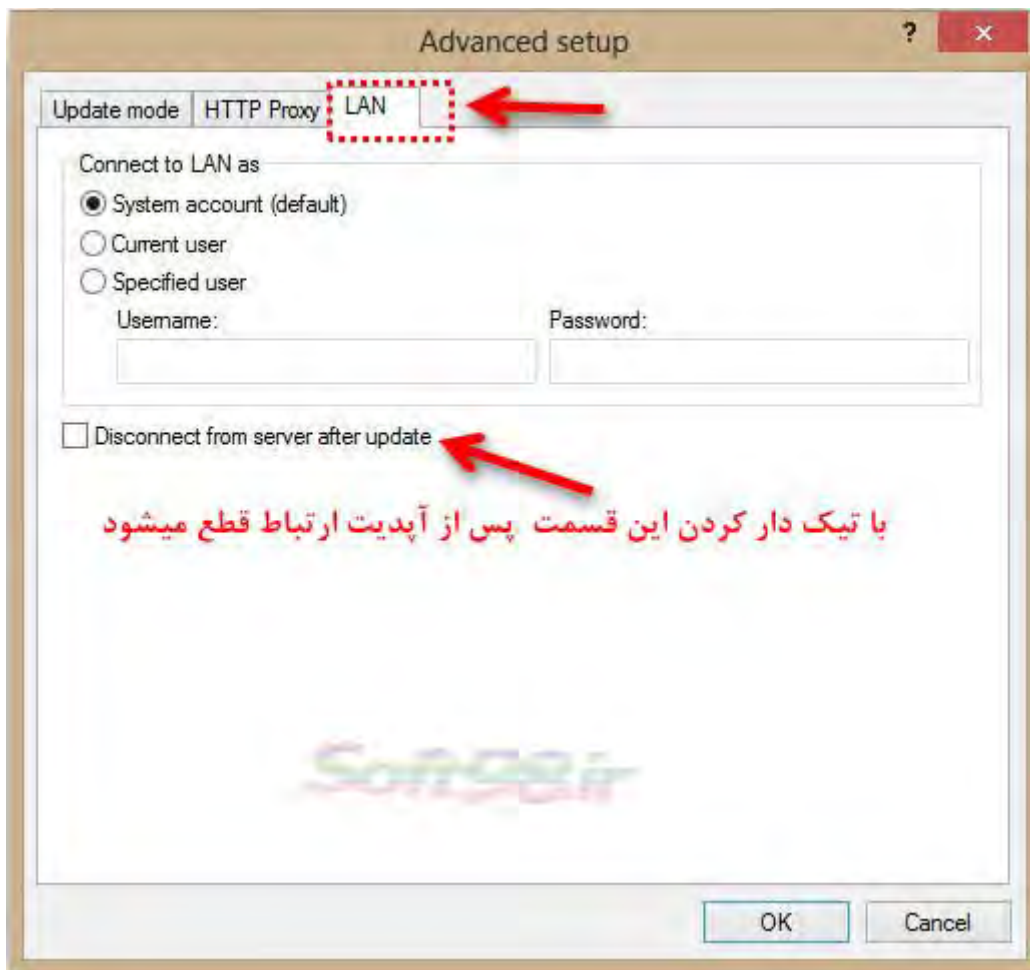 Advanced setup
?
×
Update mode
HTTP Proxy
LAN
Connect to LAN as
System account (default)
Current user
Specified user
Username:
Password:
Disconnect from server after update
با تیک دار کردن این قسمت پس از آپدیت ارتباط قطع میشود
Soft98.ir
OK
Cancel